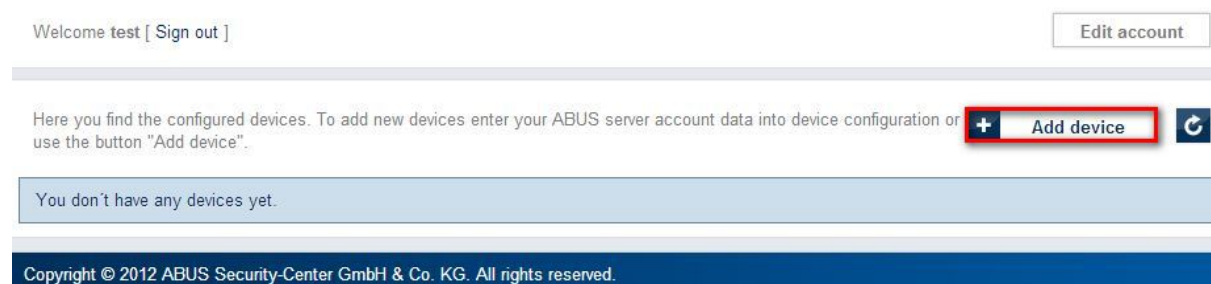 Welcome test [ Sign out ]
Edit account
Here you find the configured devices. To add new devices enter your ABUS server account data into device configuration or
use the button "Add device".
+ Add device
You don´t have any devices yet.
Copyright © 2012 ABUS Security-Center GmbH & Co. KG. All rights reserved.